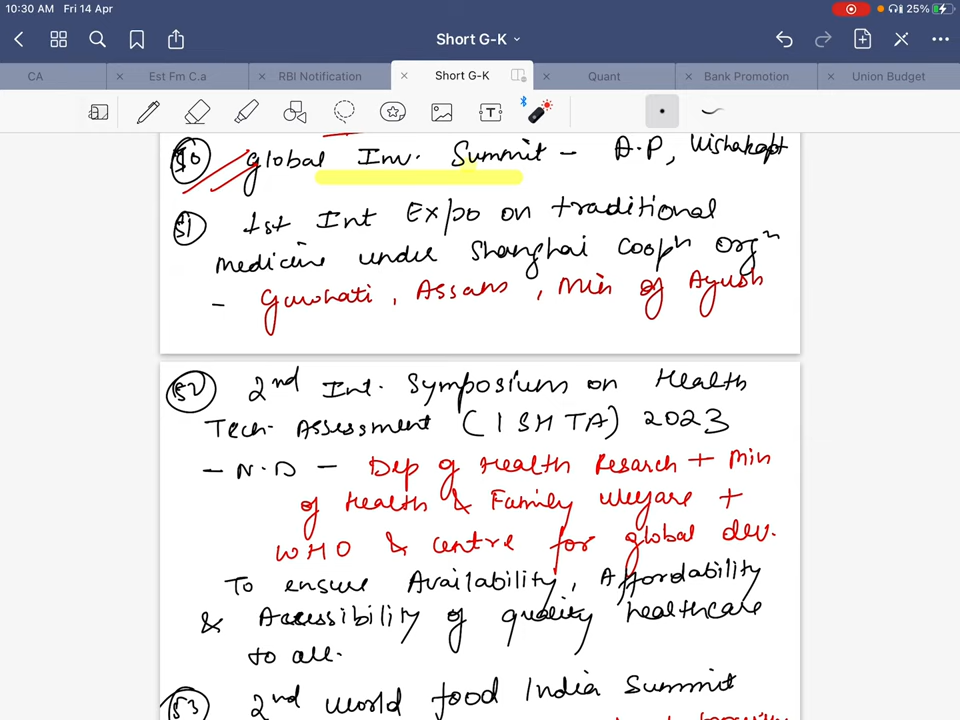 10:30 AM Fri 14 Apr
25%
Short G-K
CA
Est Fm C.a
RBI Notification
Short G-K
Quant
Bank Promotion
Union Budget
50 Global Inv. Summit - A.P, Vishakapt
51 1st Int Expo on traditional
medicine under Shanghai Coopⁿ Orgⁿ
- Guwhati, Assam, Min of Ayush
52 2nd Int. Symposium on Health
Tech. Assessment (ISHTA) 2023
- N.D - Dep of Health Resarch + Min
of Health & Family Welfare +
WHO & centre for global dev.
To ensure Availability, Affordability
& Accessibility of quality healthcare
to all.
53 2nd World food India Summit